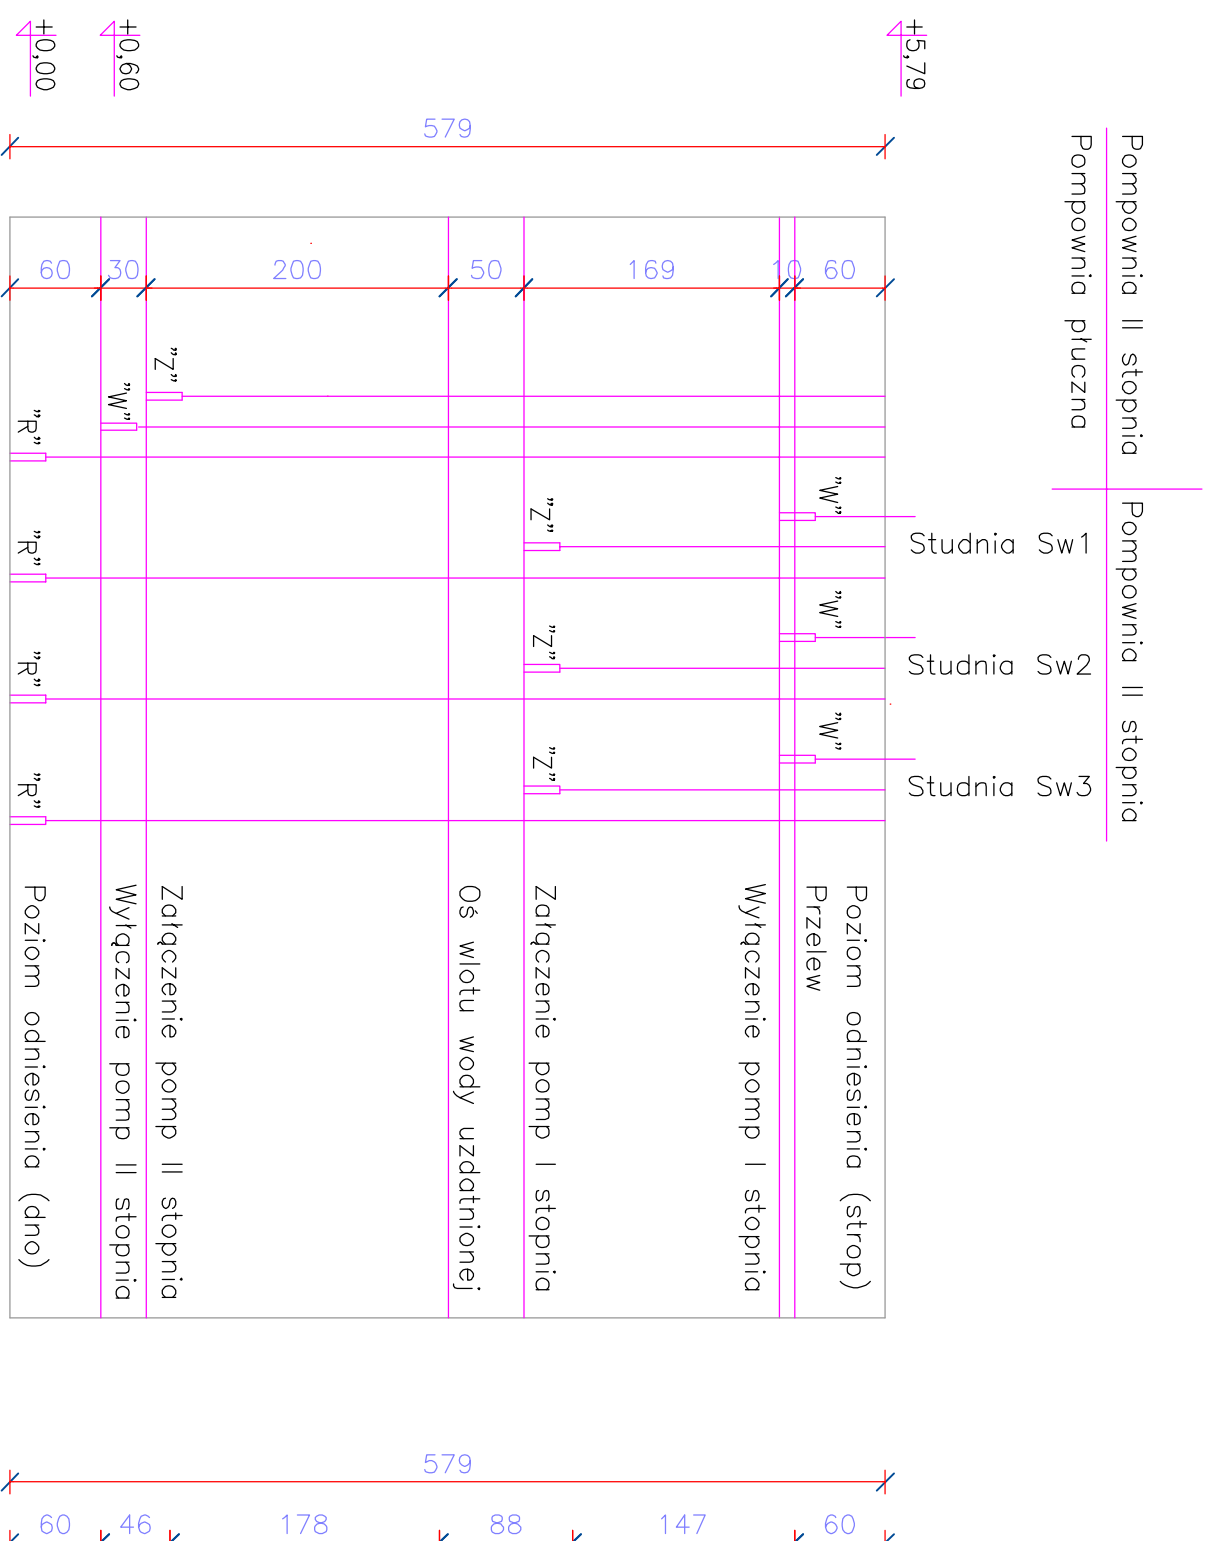 +0,00
+0,60
+5,79
579
Pompownia II stopnia
Pompownia płuczna
Pompownia II stopnia
60
30
200
50
169
10
60
"Z"
"W"
"R"
"W"
"Z"
"R"
Studnia Sw1
"W"
"Z"
"R"
Studnia Sw2
"W"
"Z"
"R"
Studnia Sw3
Poziom odniesienia (strop)
Przelew
Wyłączenie pomp I stopnia
Załączenie pomp I stopnia
Oś wlotu wody uzdatnionej
Załączenie pomp II stopnia
Wyłączenie pomp II stopnia
Poziom odniesienia (dno)
579
60
46
178
88
147
60